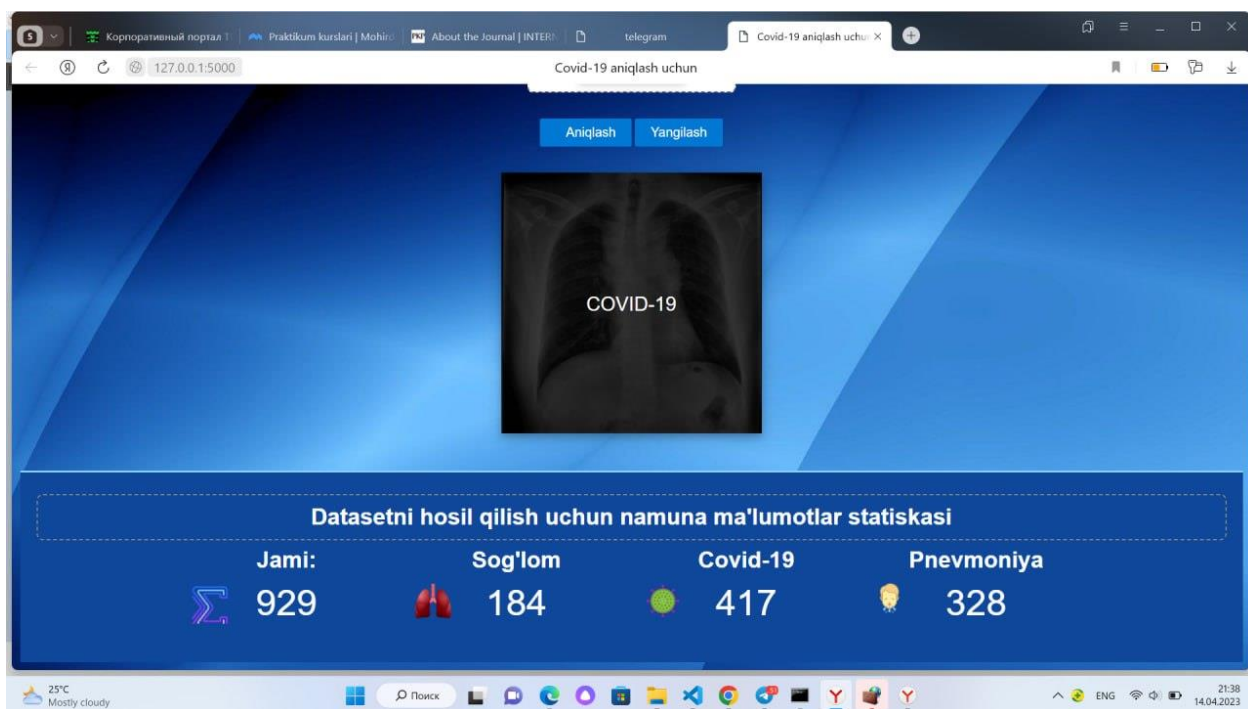 5
Корпоративный портал Т
Praktikum kurslari | Mohir
About the Journal | INTERN
telegram
Covid-19 aniqlash uchu
127.0.0.1:5000
Covid-19 aniqlash uchun
Aniqlash
Yangilash
COVID-19
Datasetni hosil qilish uchun namuna ma'lumotlar statiskasi
Jami:
Sog'lom
Covid-19
Pnevmoniya
929
184
417
328
25°C
Mostly cloudy
Поиск
ENG
21:38
14.04.2023